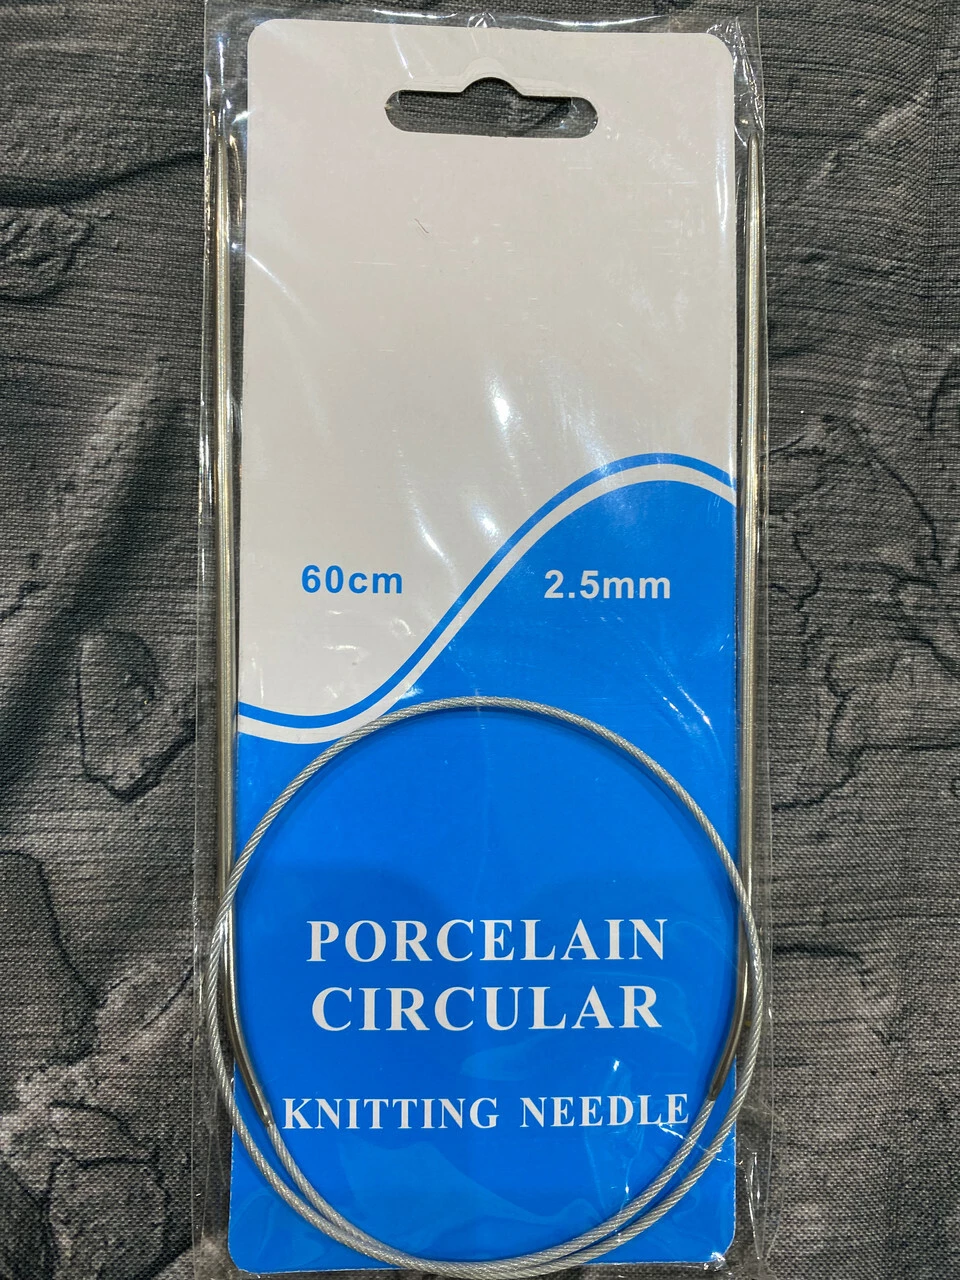 60cm 2.5mm
PORCELAIN
CIRCULAR
KNITTING NEEDLE